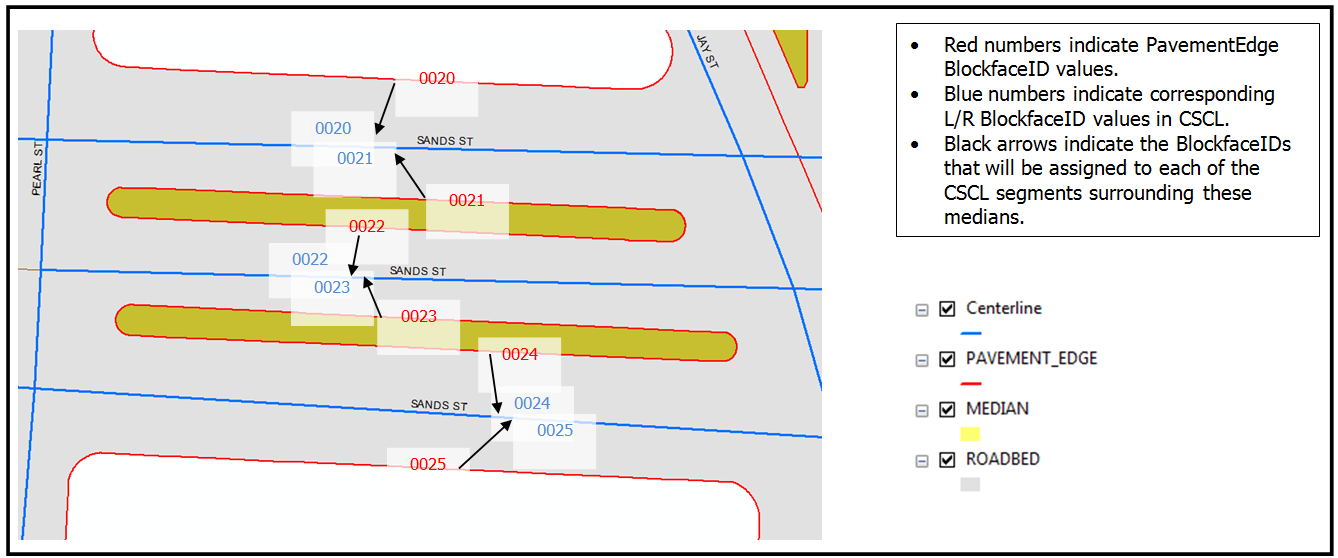 0020
JAY ST
0020
SANDS ST
0021
PEARL ST
0021
0022
0022
SANDS ST
0023
0023
0024
SANDS ST
0024
0025
0025
• Red numbers indicate PavementEdge
BlockfaceID values.
• Blue numbers indicate corresponding
L/R BlockfaceID values in CSCL.
• Black arrows indicate the BlockfaceIDs
that will be assigned to each of the
CSCL segments surrounding these
medians.
Centerline
PAVEMENT_EDGE
MEDIAN
ROADBED